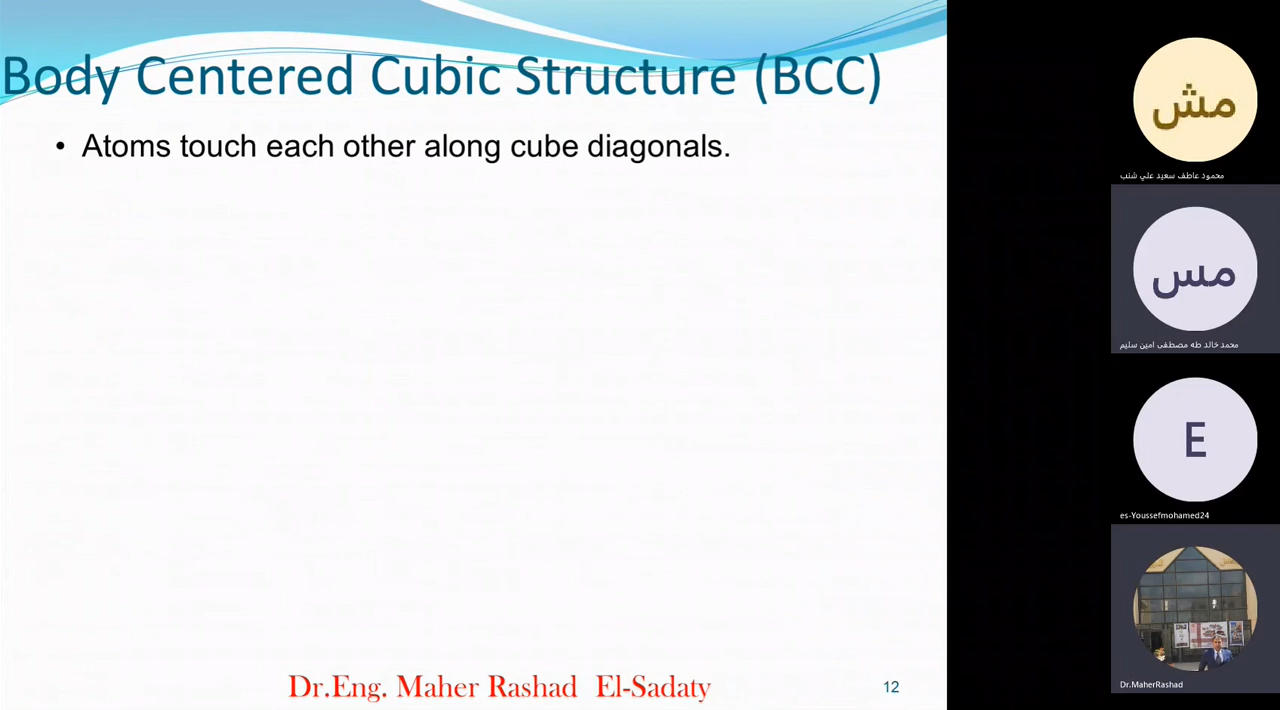 Body Centered Cubic Structure (BCC)
• Atoms touch each other along cube diagonals.
Dr.Eng. Maher Rashad El-Sadaty
12
مش
محمود عاطف سعيد علي شنب
مس
محمد خالد طه مصطفى امين سليم
E
es-Youssefmohamed24
Dr.MaherRashad